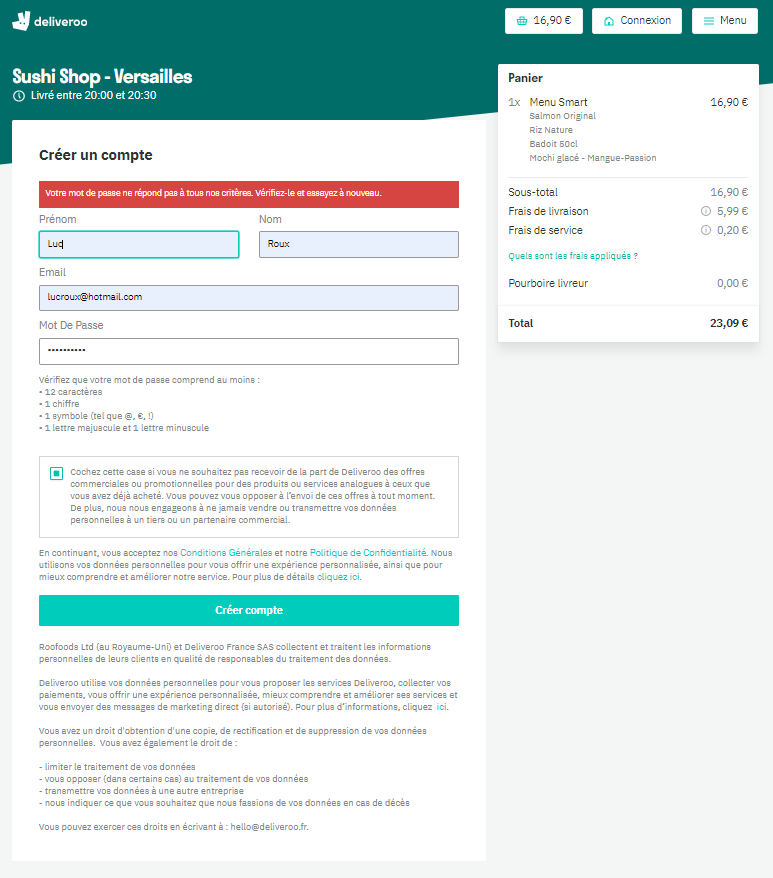 deliveroo
16,90 €
Connexion
Menu
Sushi Shop - Versailles
Livré entre 20:00 et 20:30
Créer un compte
Votre mot de passe ne répond pas à tous nos critères. Vérifiez-le et essayez à nouveau.
Prénom
Nom
Luc
Roux
Email
lucroux@hotmail.com
Mot De Passe
••••••••••
Vérifiez que votre mot de passe comprend au moins :
• 12 caractères
• 1 chiffre
• 1 symbole (tel que @, €, !)
• 1 lettre majuscule et 1 lettre minuscule
Cochez cette case si vous ne souhaitez pas recevoir de la part de Deliveroo des offres
commerciales ou promotionnelles pour des produits ou services analogues à ceux que
vous avez déjà acheté. Vous pouvez vous opposer à l'envoi de ces offres à tout moment.
De plus, nous nous engageons à ne jamais vendre ou transmettre vos données
personnelles à un tiers ou un partenaire commercial.
En continuant, vous acceptez nos Conditions Générales et notre Politique de Confidentialité. Nous
utilisons vos données personnelles pour vous offrir une expérience personnalisée, ainsi que pour
mieux comprendre et améliorer notre service. Pour plus de détails cliquez ici.
Créer compte
Roofoods Ltd (au Royaume-Uni) et Deliveroo France SAS collectent et traitent les informations
personnelles de leurs clients en qualité de responsables du traitement des données.
Deliveroo utilise vos données personnelles pour vous proposer les services Deliveroo, collecter vos
paiements, vous offrir une expérience personnalisée, mieux comprendre et améliorer ses services et
vous envoyer des messages de marketing direct (si autorisé). Pour plus d'informations, cliquez ici.
Vous avez un droit d'obtention d'une copie, de rectification et de suppression de vos données
personnelles. Vous avez également le droit de :
- limiter le traitement de vos données
- vous opposer (dans certains cas) au traitement de vos données
- transmettre vos données à une autre entreprise
- nous indiquer ce que vous souhaitez que nous fassions de vos données en cas de décès
Vous pouvez exercer ces droits en écrivant à : hello@deliveroo.fr.
Panier
1x Menu Smart 16,90 €
Salmon Original
Riz Nature
Badoit 50cl
Mochi glacé - Mangue-Passion
Sous-total 16,90 €
Frais de livraison 5,99 €
Frais de service 0,20 €
Quels sont les frais appliqués ?
Pourboire livreur 0,00 €
Total 23,09 €